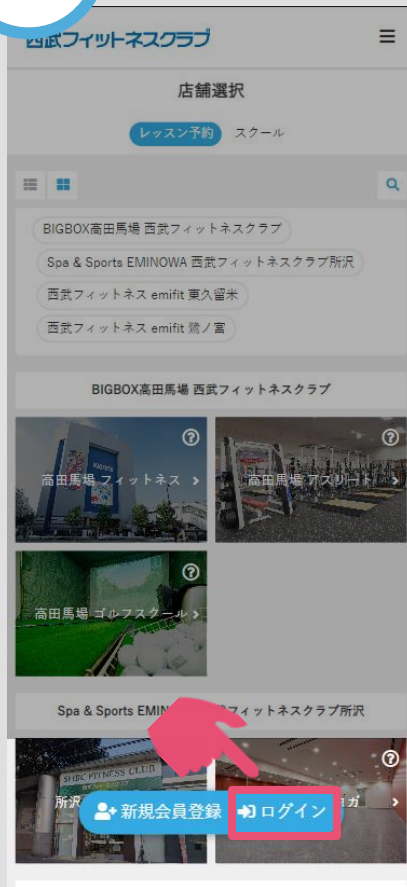 西武フィットネスクラブ
店舗選択
レッスン予約 スクール
BIGBOX高田馬場 西武フィットネスクラブ
Spa & Sports EMINOWA 西武フィットネスクラブ所沢
西武フィットネス emifit 東久留米
西武フィットネス emifit 鷺ノ宮
BIGBOX高田馬場 西武フィットネスクラブ
高田馬場 フィットネス
高田馬場 アスリート
高田馬場 ゴルフスクール
Spa & Sports EMIN フィットネスクラブ所沢
FITNESS CLUB
所沢
ヨガ
新規会員登録 ログイン